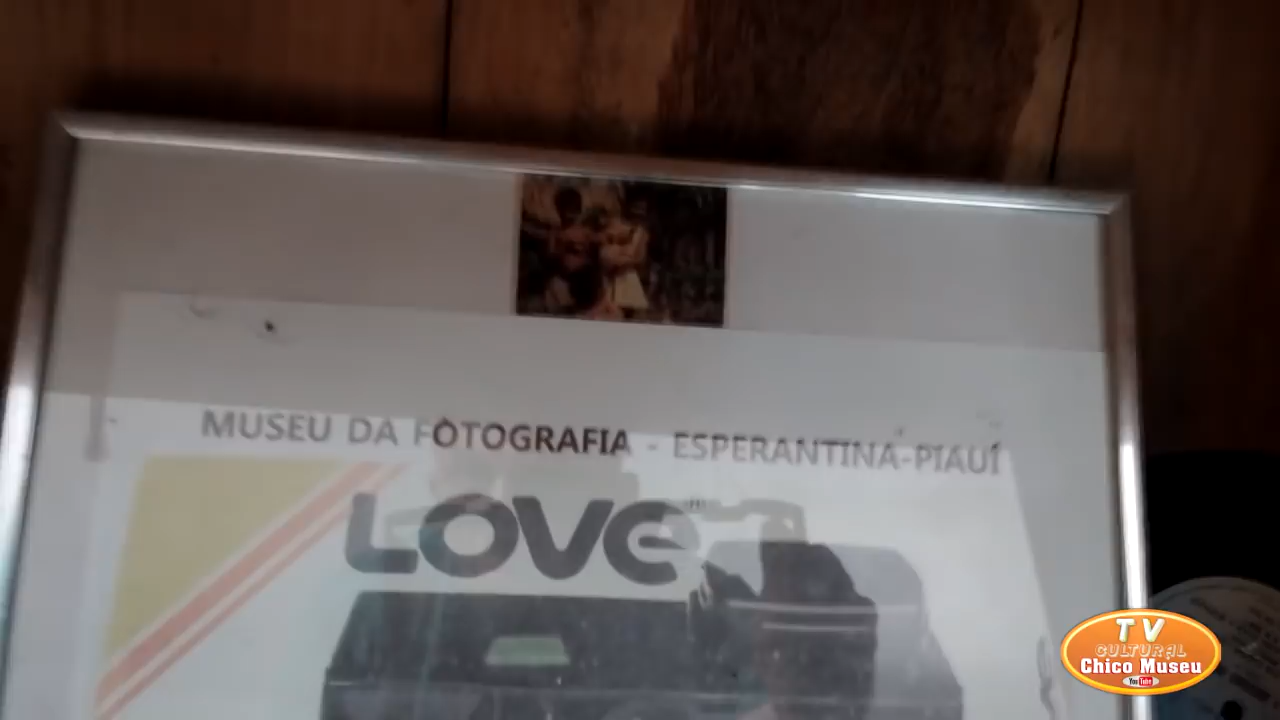 MUSEU DA FOTOGRAFIA - ESPERANTINA-PIAUÍ
LOVE
TV
CULTURAL
Chico Museu
YouTube